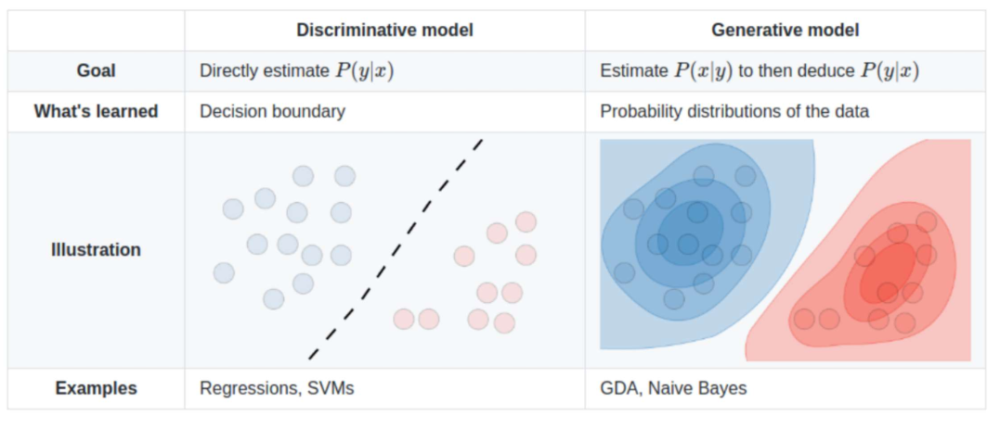 Discriminative model Generative model
Goal Directly estimate P(y|x) Estimate P(x|y) to then deduce P(y|x)
What's learned Decision boundary Probability distributions of the data
Illustration
Examples Regressions, SVMs GDA, Naive Bayes